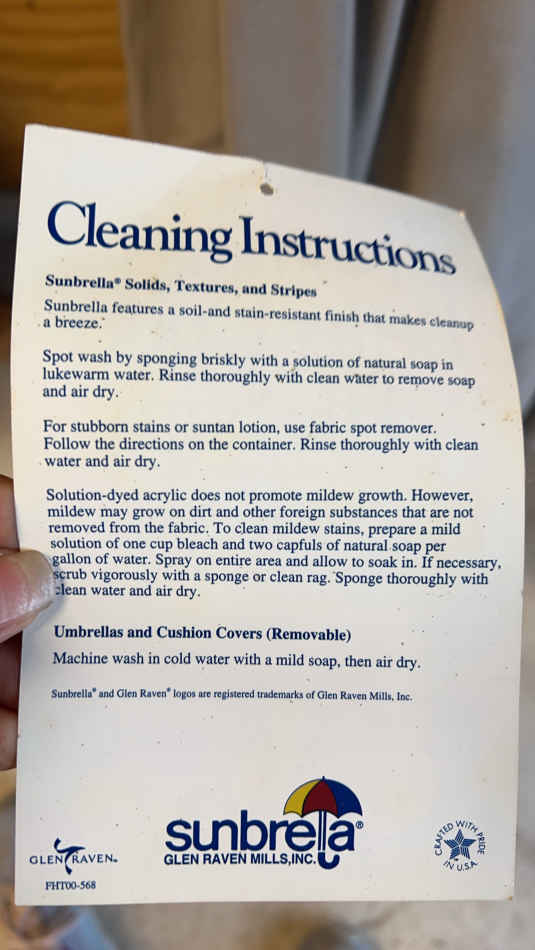 Cleaning Instructions
Sunbrella® Solids, Textures, and Stripes
Sunbrella features a soil-and stain-resistant finish that makes cleanup
a breeze.
Spot wash by sponging briskly with a solution of natural soap in
lukewarm water. Rinse thoroughly with clean water to remove soap
and air dry.
For stubborn stains or suntan lotion, use fabric spot remover.
Follow the directions on the container. Rinse thoroughly with clean
water and air dry.
Solution-dyed acrylic does not promote mildew growth. However,
mildew may grow on dirt and other foreign substances that are not
removed from the fabric. To clean mildew stains, prepare a mild
solution of one cup bleach and two capfuls of natural soap per
gallon of water. Spray on entire area and allow to soak in. If necessary,
scrub vigorously with a sponge or clean rag. Sponge thoroughly with
clean water and air dry.
Umbrellas and Cushion Covers (Removable)
Machine wash in cold water with a mild soap, then air dry.
Sunbrella® and Glen Raven® logos are registered trademarks of Glen Raven Mills, Inc.
GLEN RAVEN™
FHT00-568
sunbrella®
GLEN RAVEN MILLS,INC.
CRAFTED WITH PRIDE
IN U.S.A.